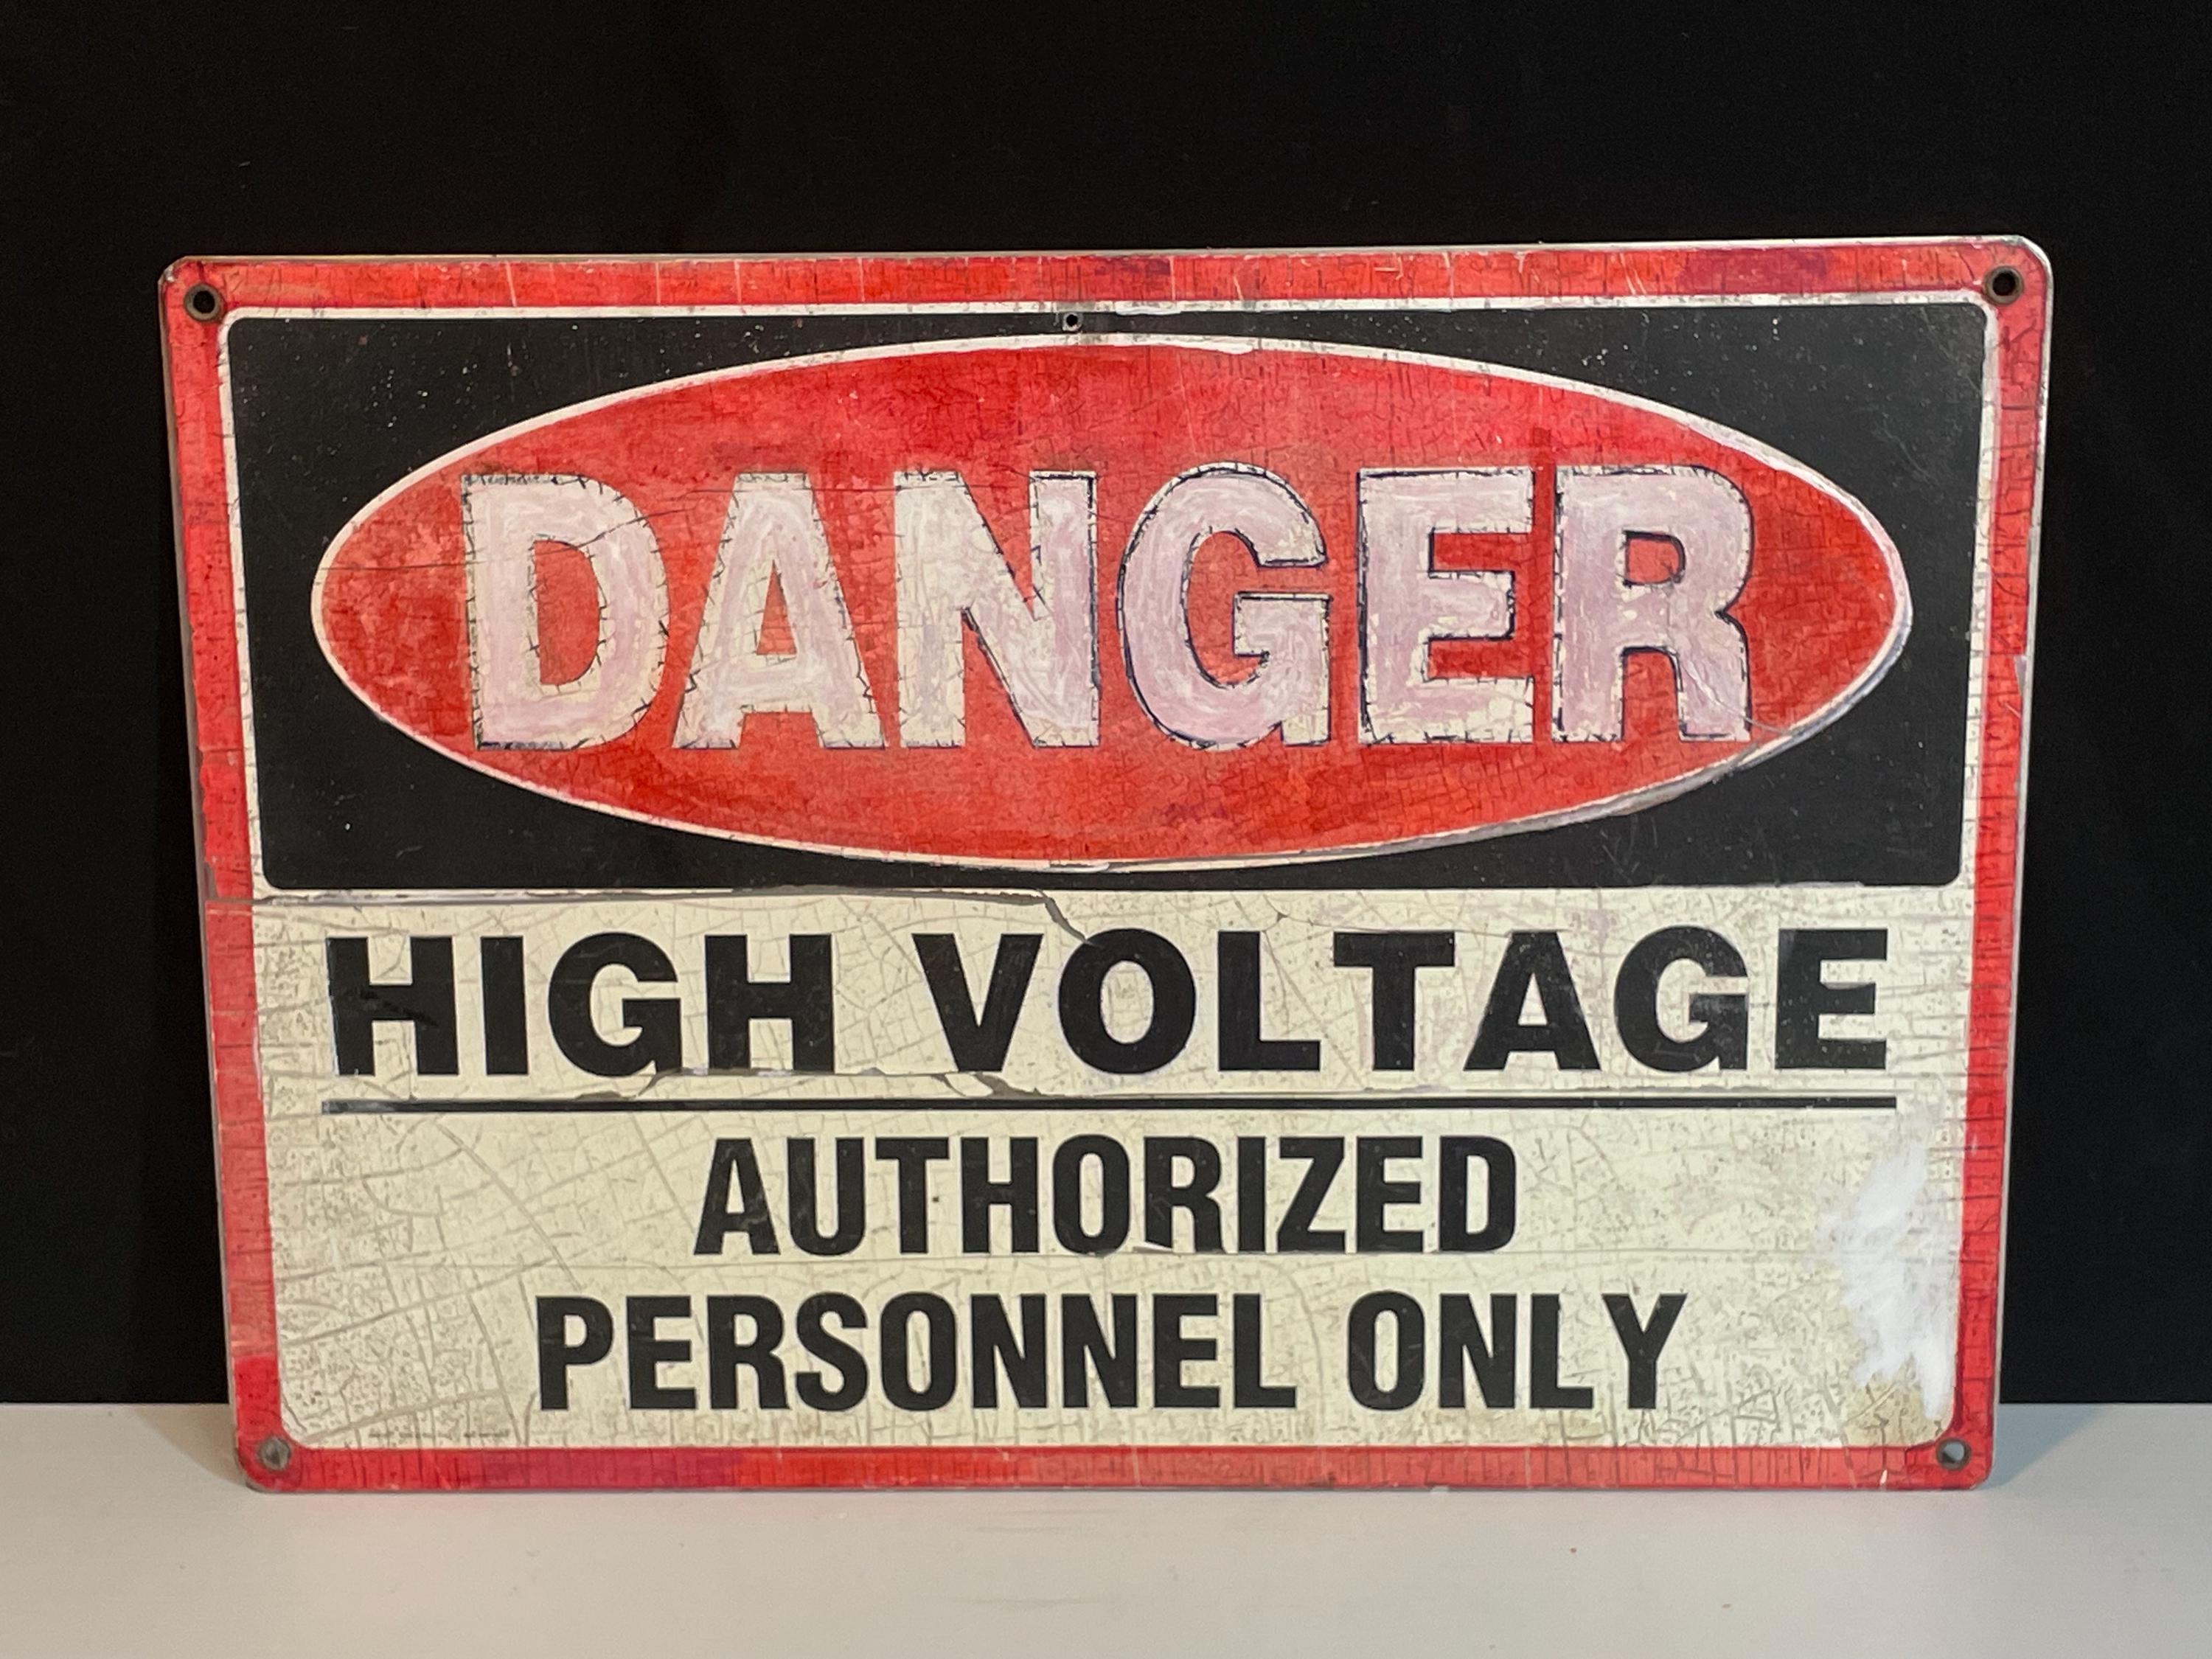 DANGER
HIGH VOLTAGE
AUTHORIZED
PERSONNEL ONLY